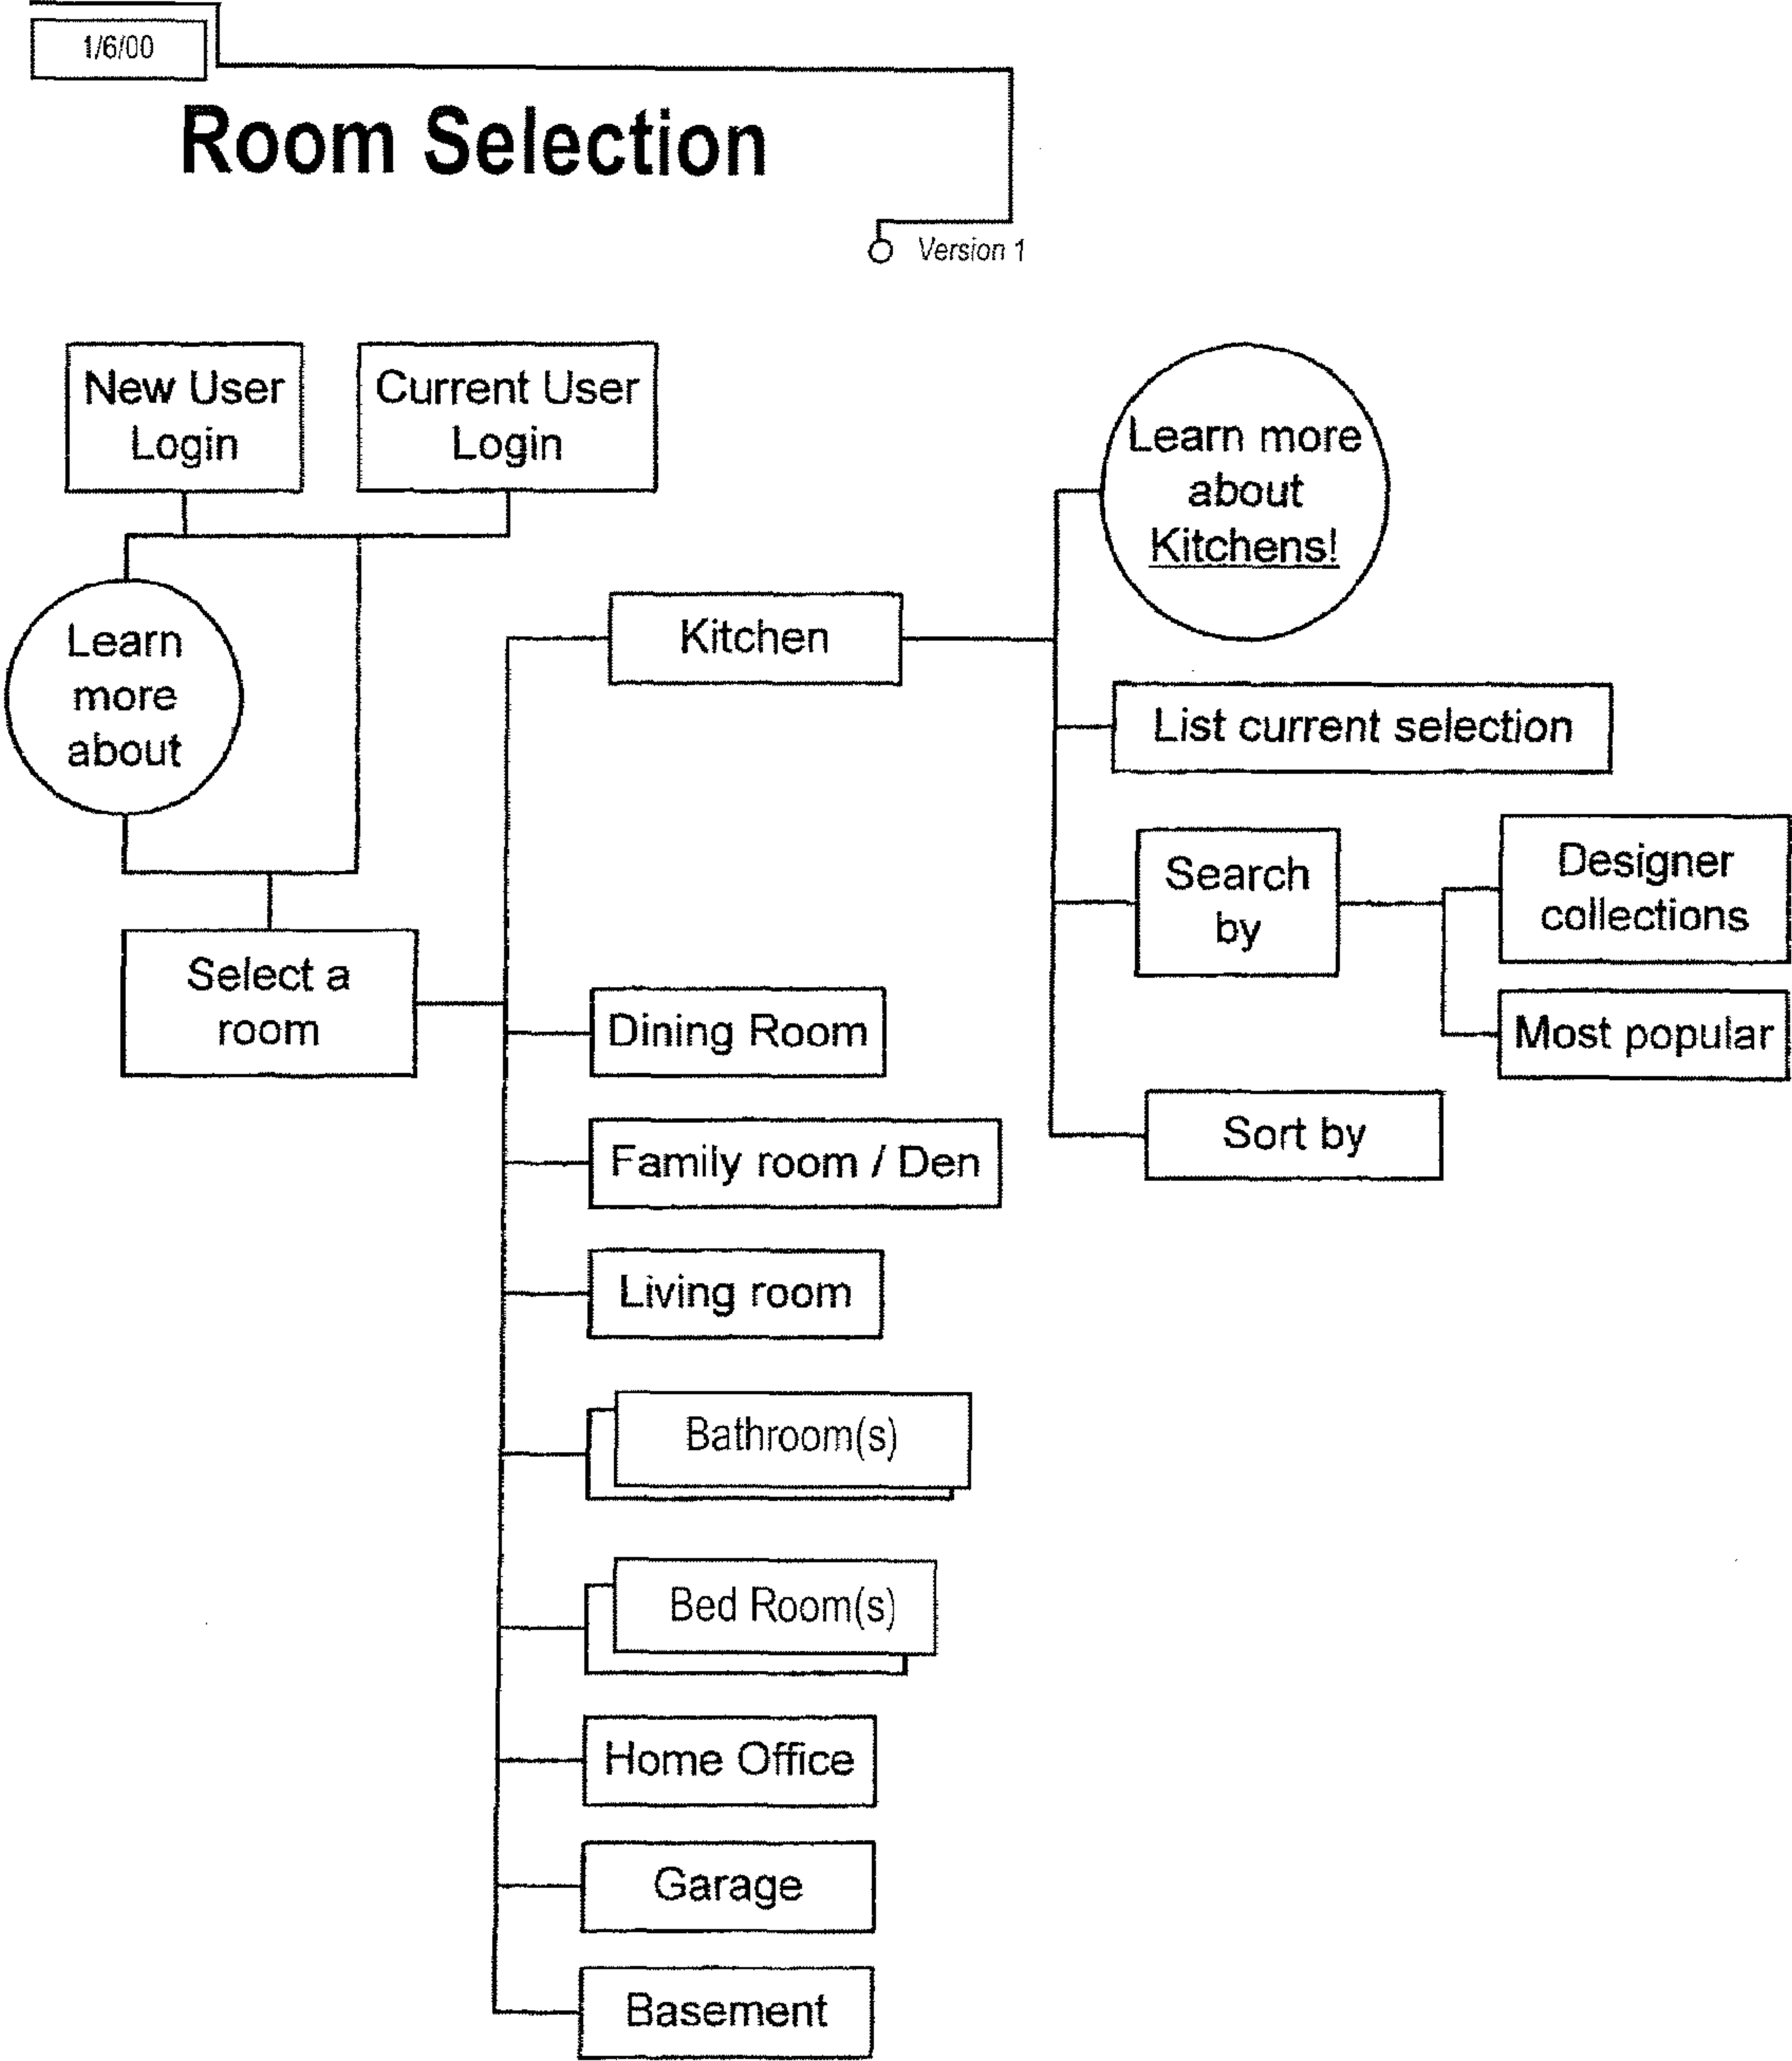 1/6/00
Room Selection
Version 1
New User
Login
Current User
Login
Learn
more
about
Select a
room
Kitchen
Dining Room
Family room / Den
Living room
Bathroom(s)
Bed Room(s)
Home Office
Garage
Basement
Learn more
about
Kitchens!
List current selection
Search
by
Designer
collections
Most popular
Sort by